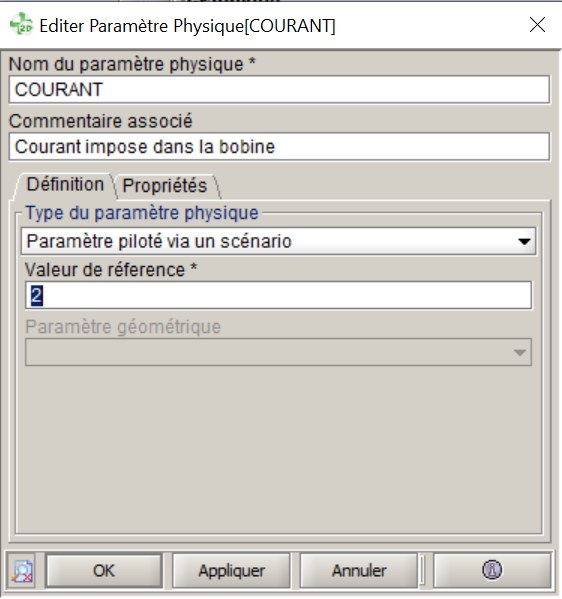 Editer Paramètre Physique[COURANT]
Nom du paramètre physique *
COURANT
Commentaire associé
Courant impose dans la bobine
Définition Propriétés
Type du paramètre physique
Paramètre piloté via un scénario
Valeur de réference *
2
Paramètre géométrique
OK Appliquer Annuler